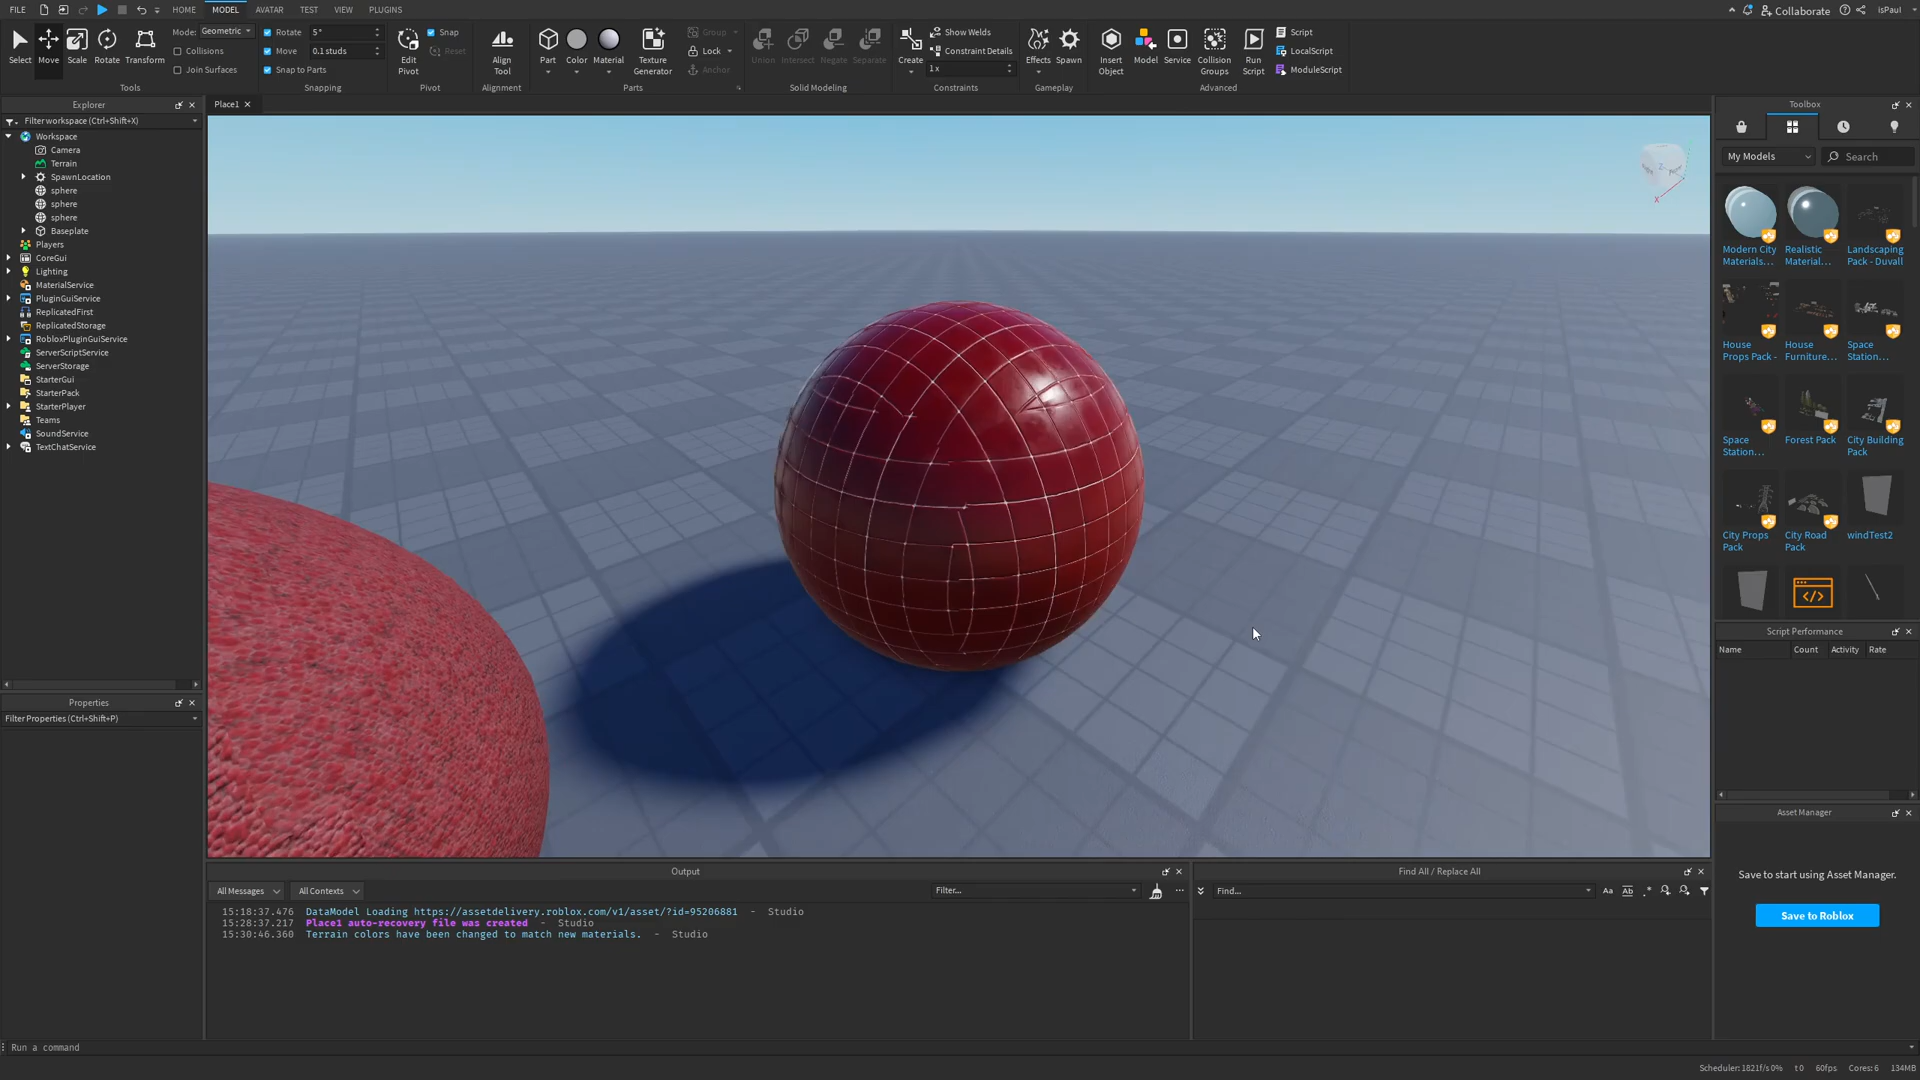 FILE HOME MODEL AVATAR TEST VIEW PLUGINS Collaborate isPaul
Select Move Scale Rotate Transform
Mode: Geometric
Collisions
Join Surfaces
Tools
Rotate 5°
Move 0.1 studs
Snap to Parts
Snapping
Edit Pivot
Snap
Reset
Pivot
Align Tool
Alignment
Part Color Material Texture Generator
Group
Lock
Anchor
Parts
Union Intersect Negate Separate
Solid Modeling
Create
Show Welds
Constraint Details
1x
Constraints
Effects Spawn
Gameplay
Insert Object
Model Service
Collision Groups
Run Script
Script
LocalScript
ModuleScript
Advanced
Explorer
Filter workspace (Ctrl+Shift+X)
Workspace
Camera
Terrain
SpawnLocation
sphere
sphere
sphere
Baseplate
Players
CoreGui
Lighting
MaterialService
PluginGuiService
ReplicatedFirst
ReplicatedStorage
RobloxPluginGuiService
ServerScriptService
ServerStorage
StarterGui
StarterPack
StarterPlayer
Teams
SoundService
TextChatService
Properties
Filter Properties (Ctrl+Shift+P)
Place1
X
Toolbox
My Models Search
Modern City Materials...
Realistic Material...
Landscaping Pack - Duvall
House Props Pack -
House Furniture...
Space Station...
Space Station...
Forest Pack
City Building Pack
City Props Pack
City Road Pack
windTest2
Script Performance
Name Count Activity Rate
Asset Manager
Save to start using Asset Manager.
Save to Roblox
Output
All Messages All Contexts Filter...
15:18:37.476 DataModel Loading https://assetdelivery.roblox.com/v1/asset/?id=95206881 - Studio
15:28:37.217 Place1 auto-recovery file was created - Studio
15:30:46.360 Terrain colors have been changed to match new materials. - Studio
Find All / Replace All
Find... Aa Ab .*
Run a command
Scheduler: 1821f/s 0% t 0 60fps Cores: 6 134MB